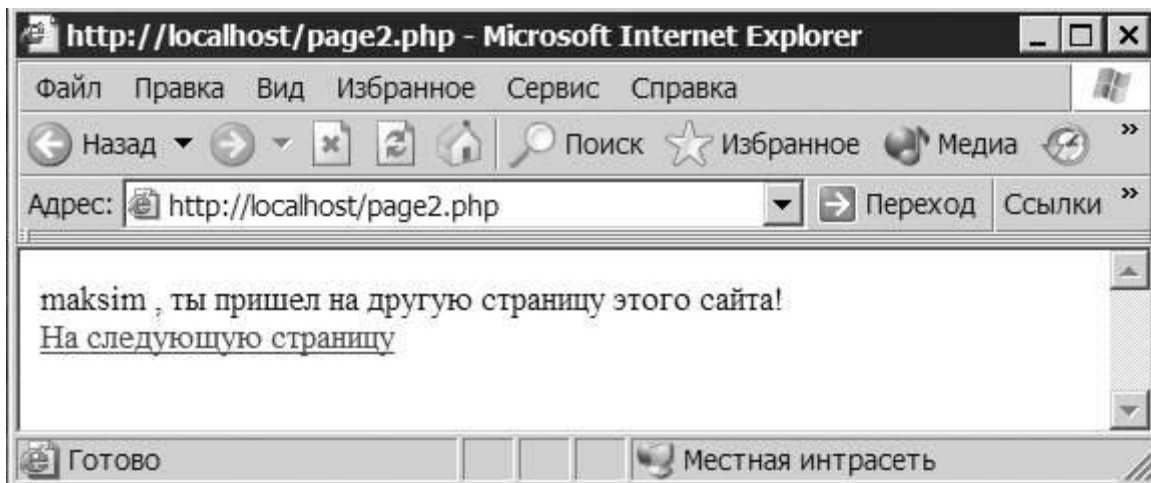 http://localhost/page2.php - Microsoft Internet Explorer
Файл Правка Вид Избранное Сервис Справка
Назад Поиск Избранное Медиа »
Адрес: http://localhost/page2.php Переход Ссылки »
maksim , ты пришел на другую страницу этого сайта!
На следующую страницу
Готово Местная интрасеть